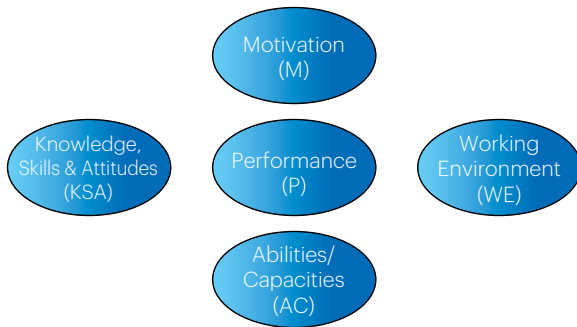 Motivation
(M)
Knowledge,
Skills & Attitudes
(KSA)
Performance
(P)
Working
Environment
(WE)
Abilities/
Capacities
(AC)